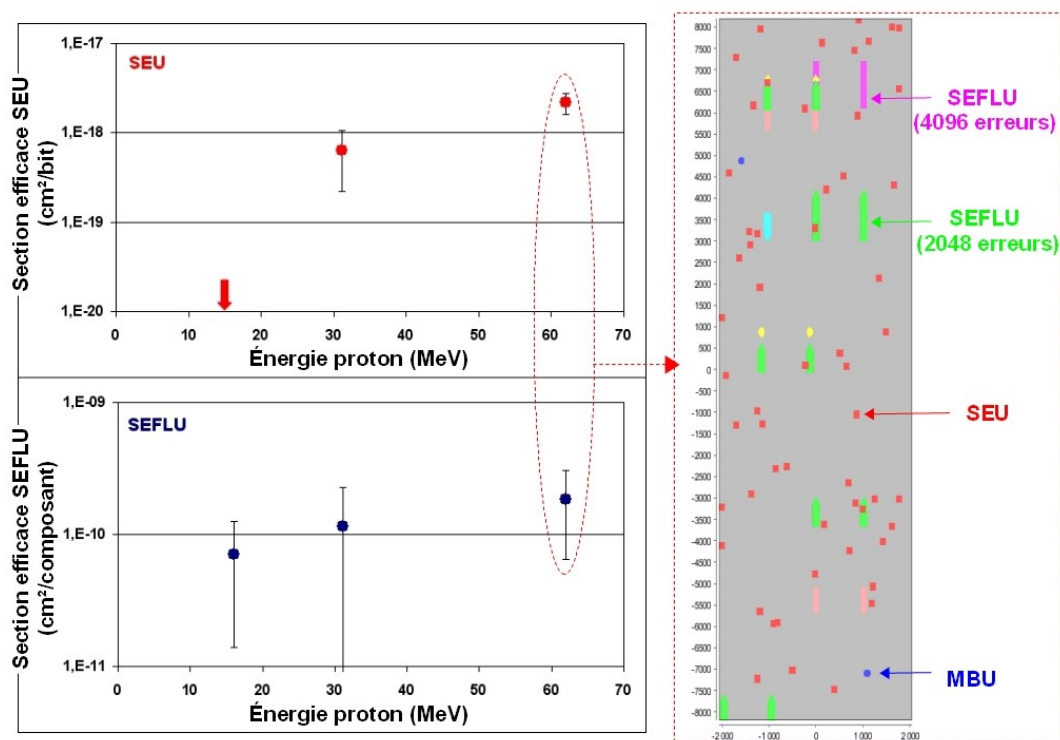 Section efficace SEU
(cm²/bit)
SEU
1,E-17
1,E-18
1,E-19
1,E-20
0 10 20 30 40 50 60 70
Énergie proton (MeV)
Section efficace SEFLU
(cm²/composant)
SEFLU
1,E-09
1,E-10
1,E-11
0 10 20 30 40 50 60 70
Énergie proton (MeV)
8000
7500
7000
6500
6000
5500
5000
4500
4000
3500
3000
2500
2000
1500
1000
500
0
-500
-1000
-1500
-2000
-2500
-3000
-3500
-4000
-4500
-5000
-5500
-6000
-6500
-7000
-7500
-8000
-2000 -1000 0 1000 2000
SEFLU
(4096 erreurs)
SEFLU
(2048 erreurs)
SEU
MBU